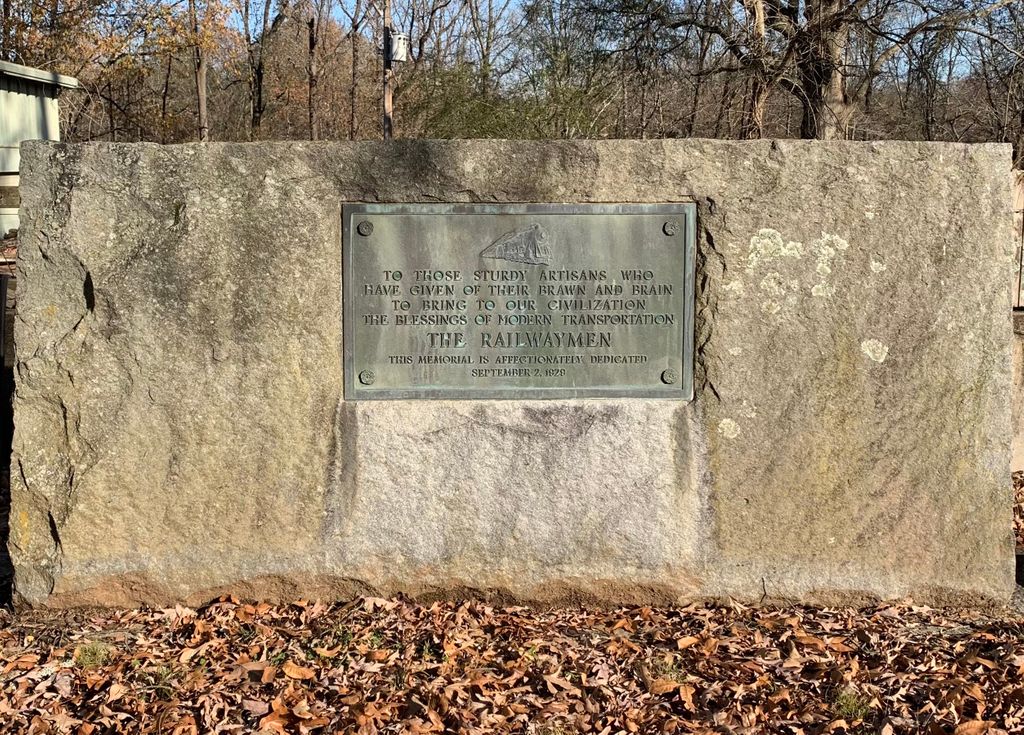 TO THOSE STURDY ARTISANS WHO
HAVE GIVEN OF THEIR BRAWN AND BRAIN
TO BRING TO OUR CIVILIZATION
THE BLESSINGS OF MODERN TRANSPORTATION
THE RAILWAYMEN
THIS MEMORIAL IS AFFECTIONATELY DEDICATED
SEPTEMBER 2, 1929